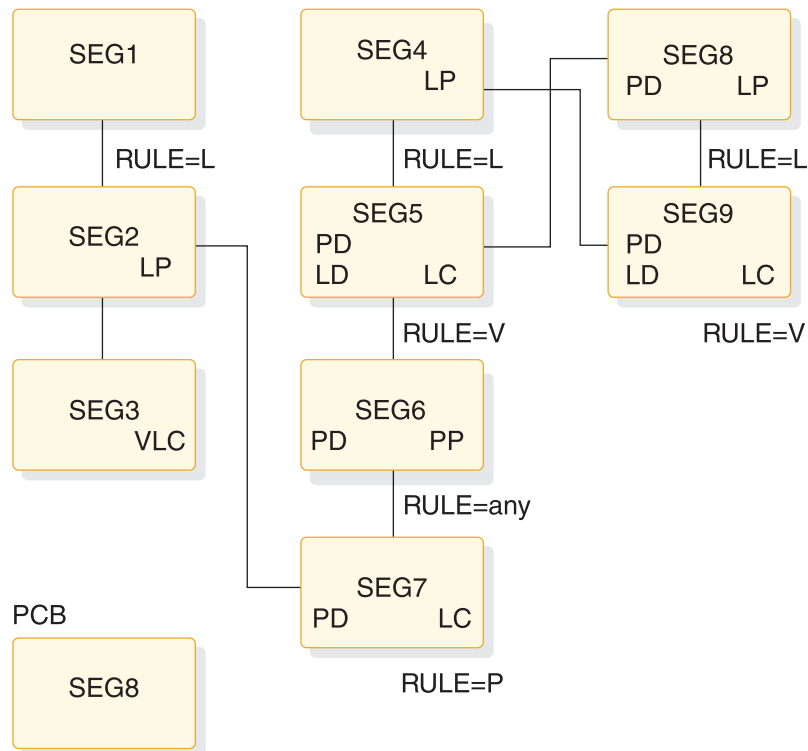 SEG1
RULE=L
SEG2
LP
SEG3
VLC
PCB
SEG8
SEG4
LP
RULE=L
SEG5
PD
LD LC
RULE=V
SEG6
PD PP
RULE=any
SEG7
PD LC
RULE=P
SEG8
PD LP
RULE=L
SEG9
PD
LD LC
RULE=V